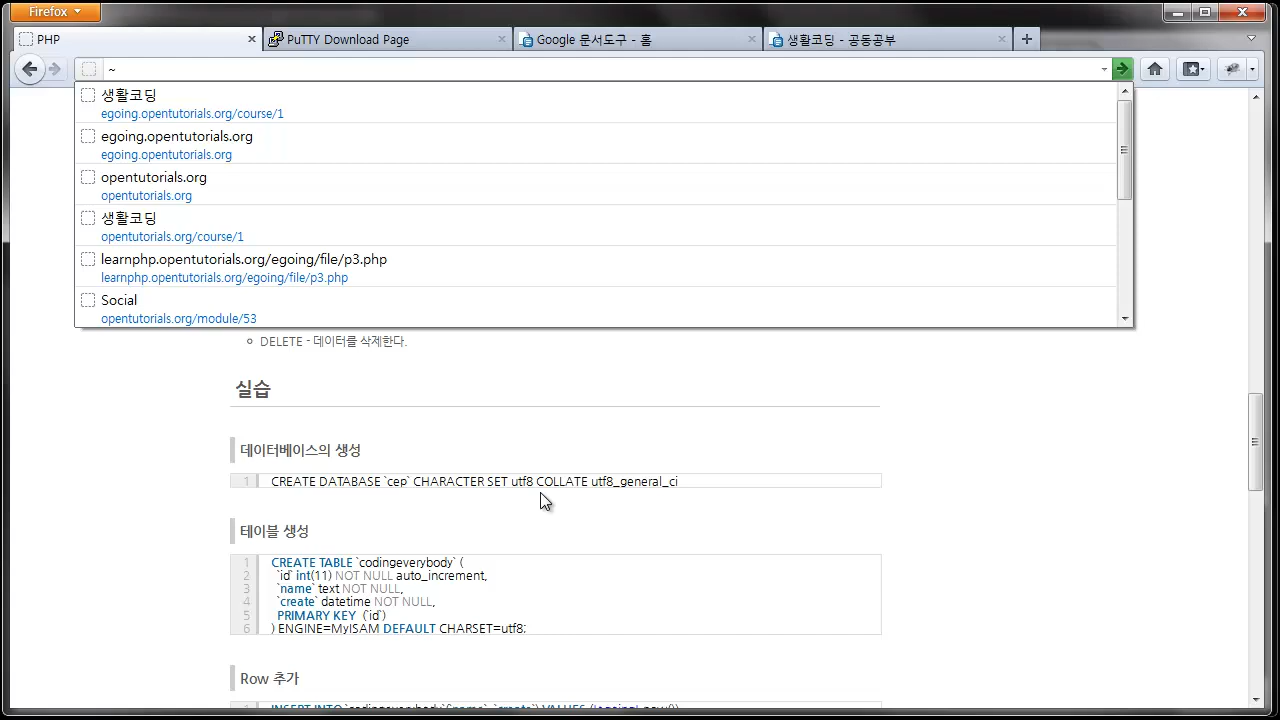 Firefox
PHP
PuTTY Download Page
Google 문서도구 - 홈
생활코딩 - 공동공부
~
생활코딩
egoing.opentutorials.org/course/1
egoing.opentutorials.org
egoing.opentutorials.org
opentutorials.org
opentutorials.org
생활코딩
opentutorials.org/course/1
learnphp.opentutorials.org/egoing/file/p3.php
learnphp.opentutorials.org/egoing/file/p3.php
Social
opentutorials.org/module/53
DELETE - 데이터를 삭제한다.
실습
데이터베이스의 생성
1 CREATE DATABASE `cep` CHARACTER SET utf8 COLLATE utf8_general_ci
테이블 생성
1 CREATE TABLE `codingeverybody` (
2 `id` int(11) NOT NULL auto_increment,
3 `name` text NOT NULL,
4 `create` datetime NOT NULL,
5 PRIMARY KEY (`id`)
6 ) ENGINE=MyISAM DEFAULT CHARSET=utf8;
Row 추가